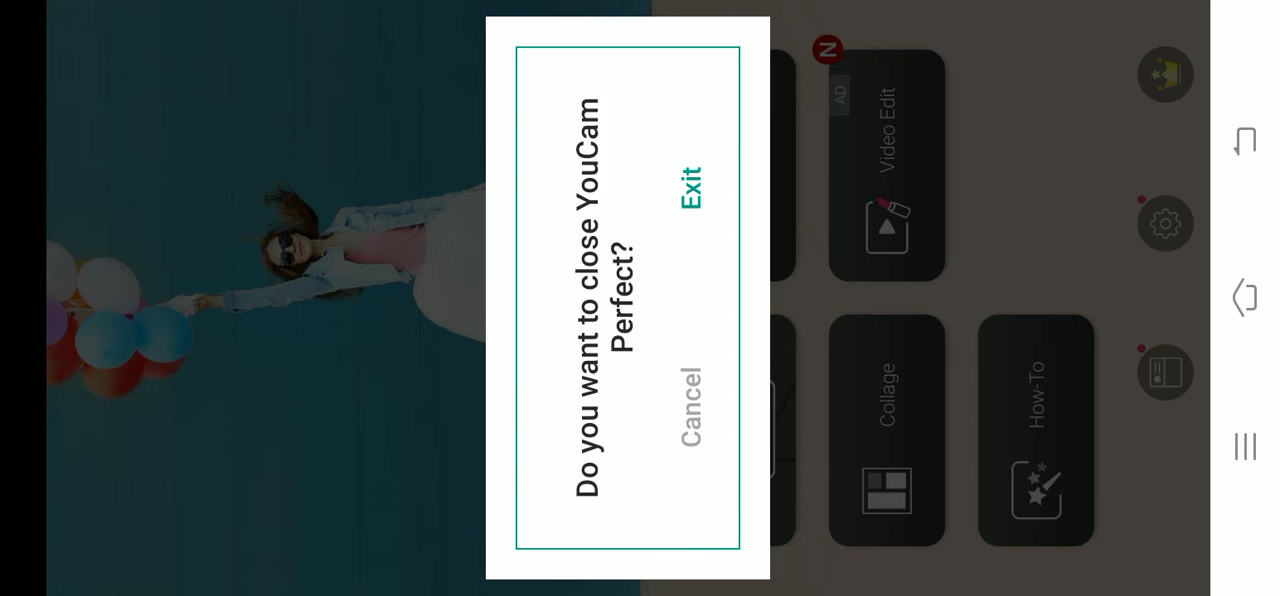 Do you want to close YouCam
Perfect?
Cancel
Exit
N
AD
Video Edit
Collage
How-To